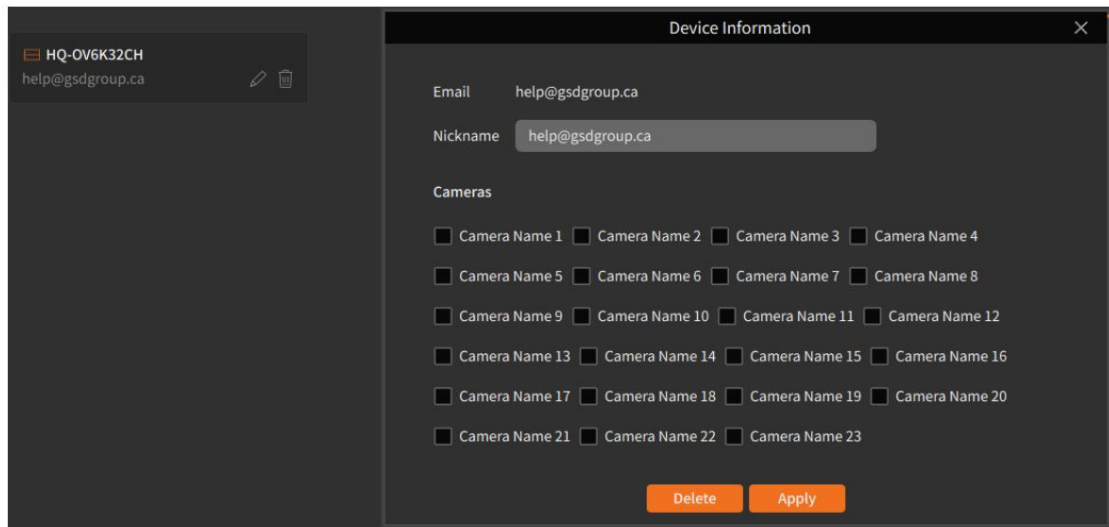 HQ-OV6K32CH
help@gsdgroup.ca
Device Information
Email help@gsdgroup.ca
Nickname help@gsdgroup.ca
Cameras
Camera Name 1 Camera Name 2 Camera Name 3 Camera Name 4
Camera Name 5 Camera Name 6 Camera Name 7 Camera Name 8
Camera Name 9 Camera Name 10 Camera Name 11 Camera Name 12
Camera Name 13 Camera Name 14 Camera Name 15 Camera Name 16
Camera Name 17 Camera Name 18 Camera Name 19 Camera Name 20
Camera Name 21 Camera Name 22 Camera Name 23
Delete Apply